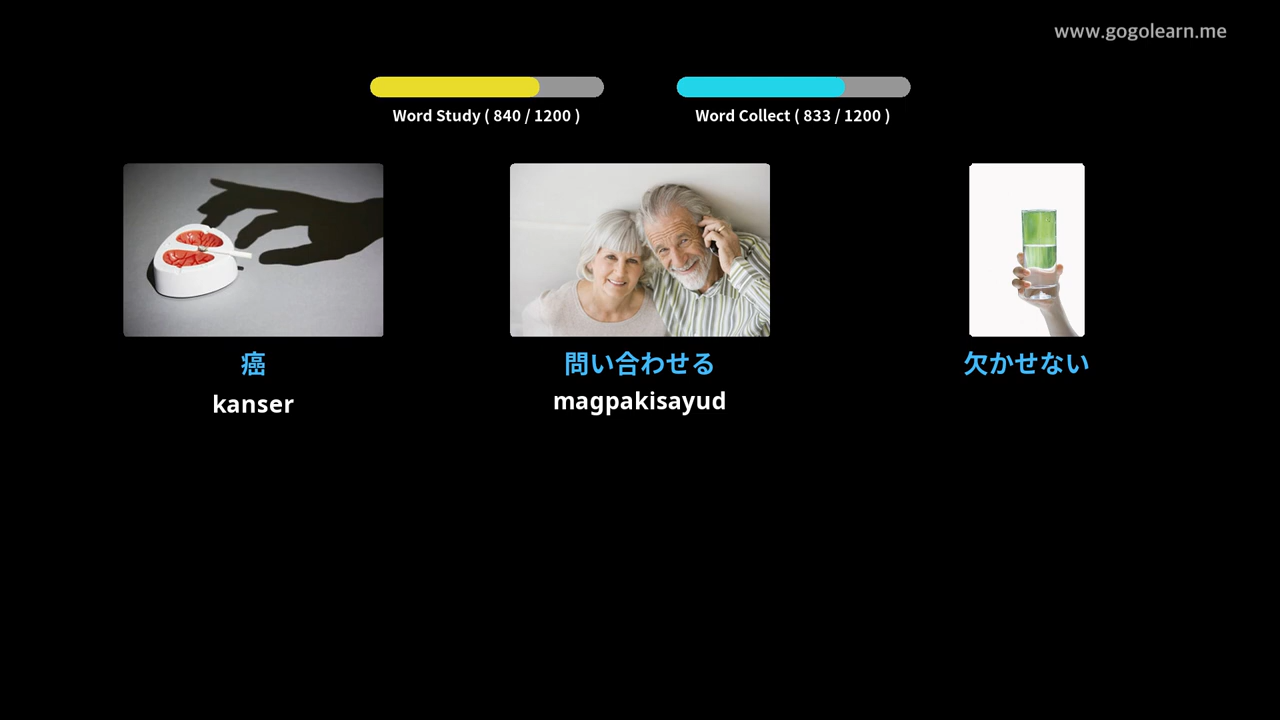 www.gogolearn.me
Word Study ( 840 / 1200 )
Word Collect ( 833 / 1200 )
癌
kanser
問い合わせる
magpakisayud
欠かせない